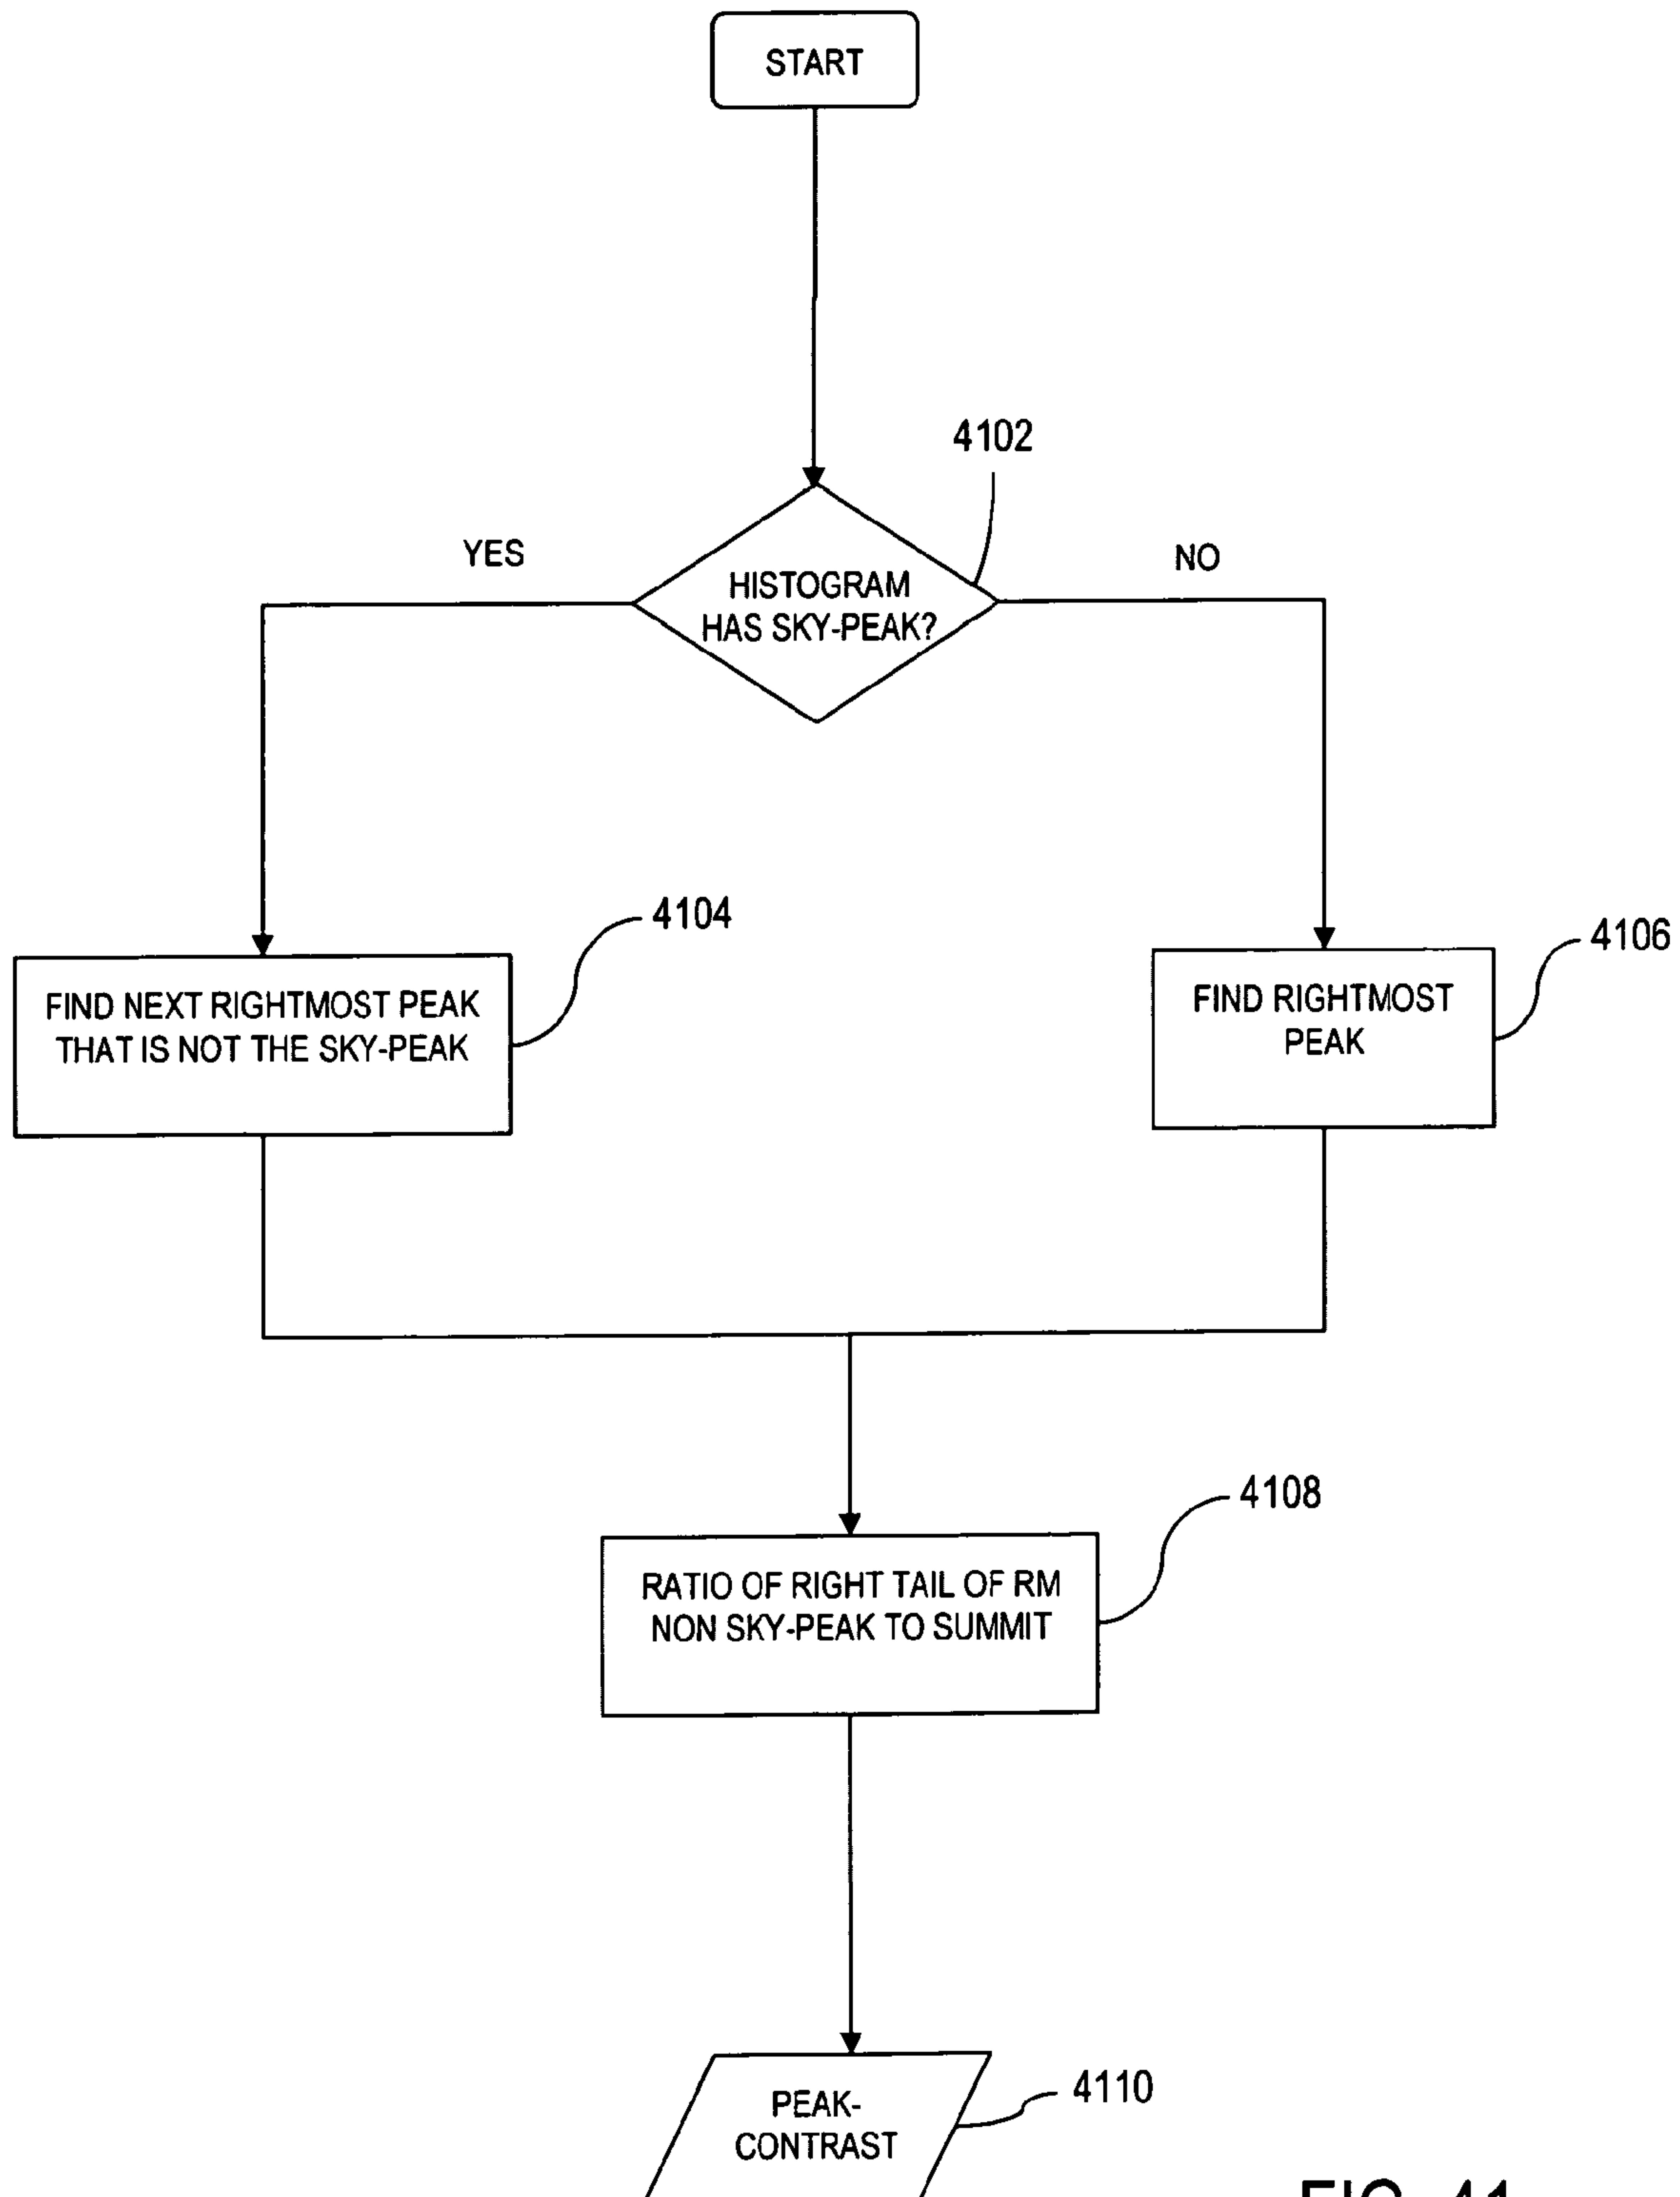 START
4102
YES
NO
HISTOGRAM
HAS SKY-PEAK?
4104
4106
FIND NEXT RIGHTMOST PEAK
THAT IS NOT THE SKY-PEAK
FIND RIGHTMOST
PEAK
4108
RATIO OF RIGHT TAIL OF RM
NON SKY-PEAK TO SUMMIT
4110
PEAK-
CONTRAST
FIG. 41